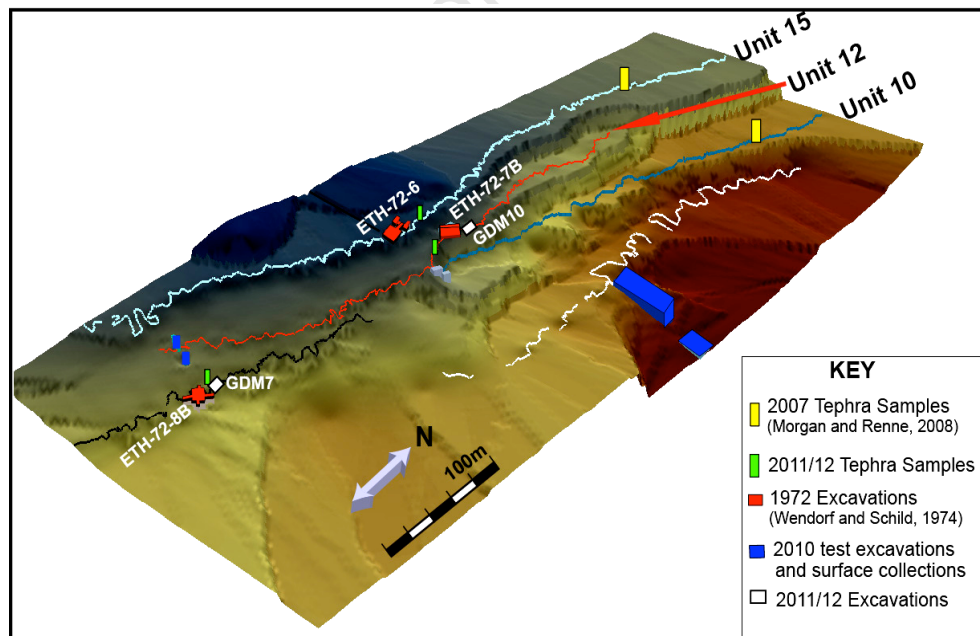 Unit 15
Unit 12
Unit 10
ETH-72-6
ETH-72-7B
GDM10
GDM7
ETH-72-8B
N
100m
KEY
2007 Tephra Samples
(Morgan and Renne, 2008)
2011/12 Tephra Samples
1972 Excavations
(Wendorf and Schild, 1974)
2010 test excavations
and surface collections
2011/12 Excavations